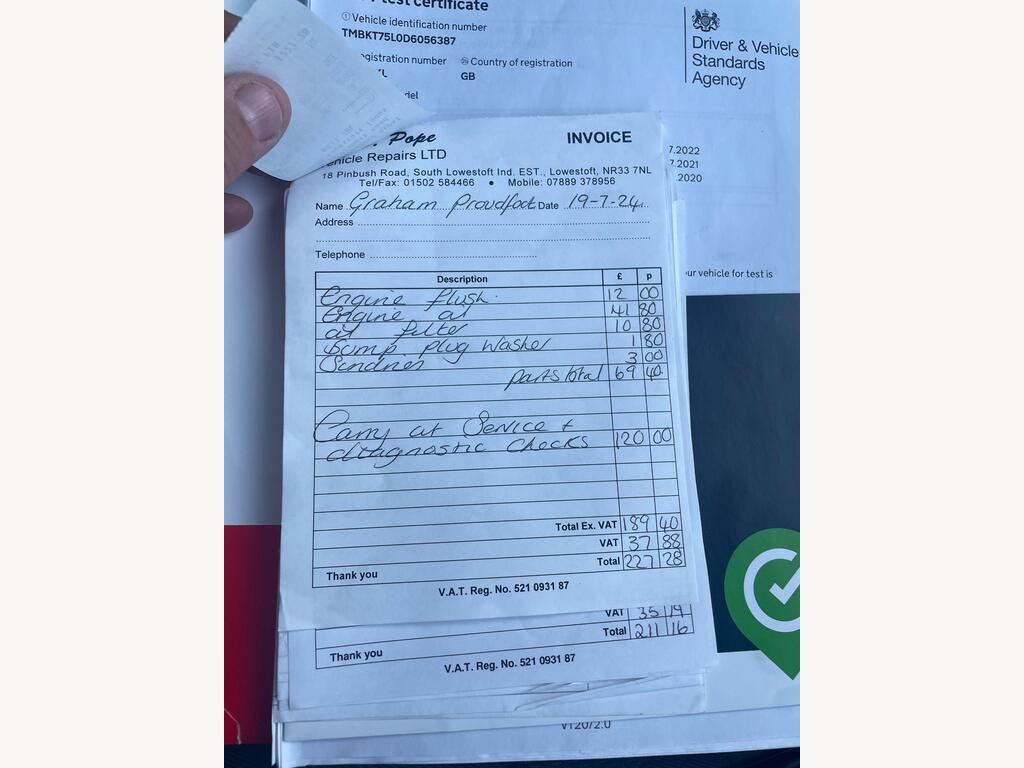 test certificate
① Vehicle identification number
TMBKT75L0D6056387
egistration number
Country of registration
GB
Driver & Vehicle
Standards
Agency
7.2022
7.2021
.2020
our vehicle for test is
Pope
INVOICE
ehicle Repairs LTD
18 Pinbush Road, South Lowestoft Ind. EST., Lowestoft, NR33 7NL
Tel/Fax: 01502 584466 • Mobile: 07889 378956
Name Graham Proudfoot Date 19-7-24
Address
Telephone
Description £ p
Engine flush. 12 00
Engine oil 41 80
oil filter 10 80
Sump plug washer 1 80
Sundries 3 00
parts total 69 40
Carry out Service +
diagnostic checks 120 00
Total Ex. VAT 189 40
VAT 37 88
Total 227 28
Thank you
V.A.T. Reg. No. 521 0931 87
VAT 35 19
Total 211 16
Thank you
V.A.T. Reg. No. 521 0931 87
VT20/2.0